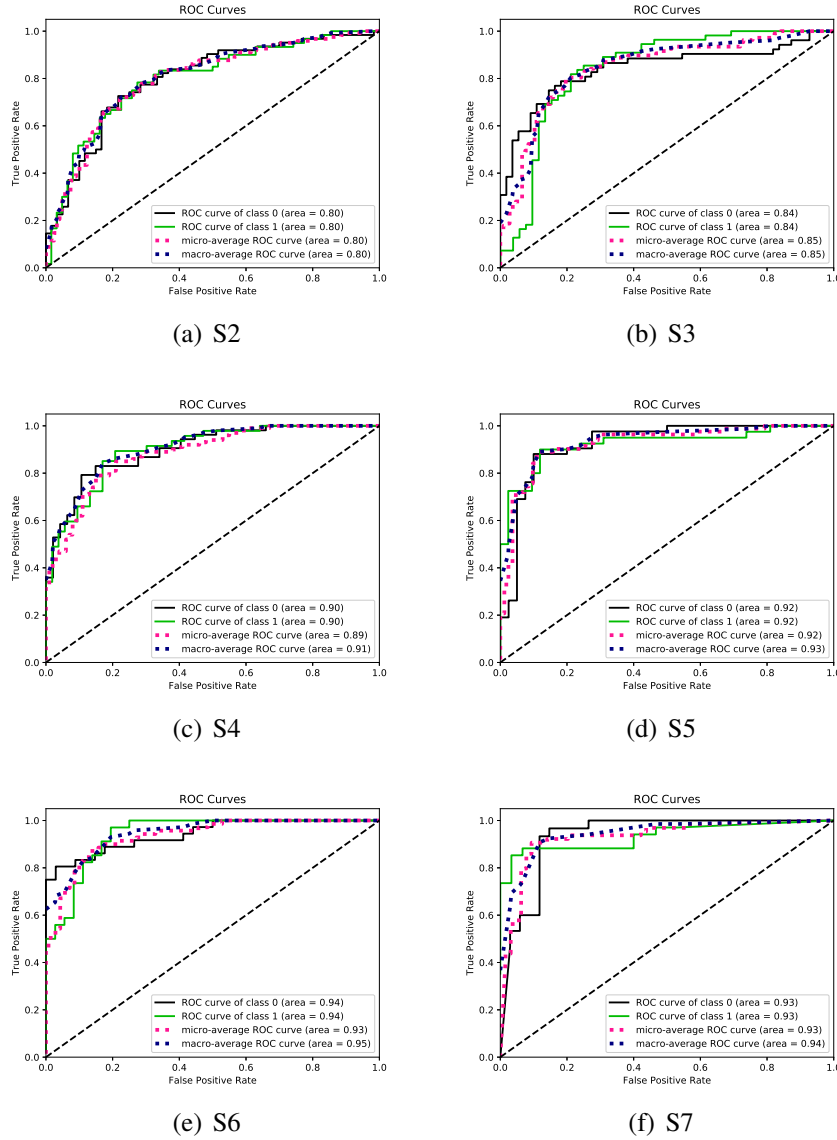 ROC Curves
1.0
0.8
0.6
0.4
0.2
0.0
True Positive Rate
ROC curve of class 0 (area = 0.80)
ROC curve of class 1 (area = 0.80)
micro-average ROC curve (area = 0.80)
macro-average ROC curve (area = 0.80)
0.0 0.2 0.4 0.6 0.8 1.0
False Positive Rate
(a) S2
ROC Curves
1.0
0.8
0.6
0.4
0.2
0.0
True Positive Rate
ROC curve of class 0 (area = 0.84)
ROC curve of class 1 (area = 0.84)
micro-average ROC curve (area = 0.85)
macro-average ROC curve (area = 0.85)
0.0 0.2 0.4 0.6 0.8 1.0
False Positive Rate
(b) S3
ROC Curves
1.0
0.8
0.6
0.4
0.2
0.0
True Positive Rate
ROC curve of class 0 (area = 0.90)
ROC curve of class 1 (area = 0.90)
micro-average ROC curve (area = 0.89)
macro-average ROC curve (area = 0.91)
0.0 0.2 0.4 0.6 0.8 1.0
False Positive Rate
(c) S4
ROC Curves
1.0
0.8
0.6
0.4
0.2
0.0
True Positive Rate
ROC curve of class 0 (area = 0.92)
ROC curve of class 1 (area = 0.92)
micro-average ROC curve (area = 0.92)
macro-average ROC curve (area = 0.93)
0.0 0.2 0.4 0.6 0.8 1.0
False Positive Rate
(d) S5
ROC Curves
1.0
0.8
0.6
0.4
0.2
0.0
True Positive Rate
ROC curve of class 0 (area = 0.94)
ROC curve of class 1 (area = 0.94)
micro-average ROC curve (area = 0.93)
macro-average ROC curve (area = 0.95)
0.0 0.2 0.4 0.6 0.8 1.0
False Positive Rate
(e) S6
ROC Curves
1.0
0.8
0.6
0.4
0.2
0.0
True Positive Rate
ROC curve of class 0 (area = 0.93)
ROC curve of class 1 (area = 0.93)
micro-average ROC curve (area = 0.93)
macro-average ROC curve (area = 0.94)
0.0 0.2 0.4 0.6 0.8 1.0
False Positive Rate
(f) S7